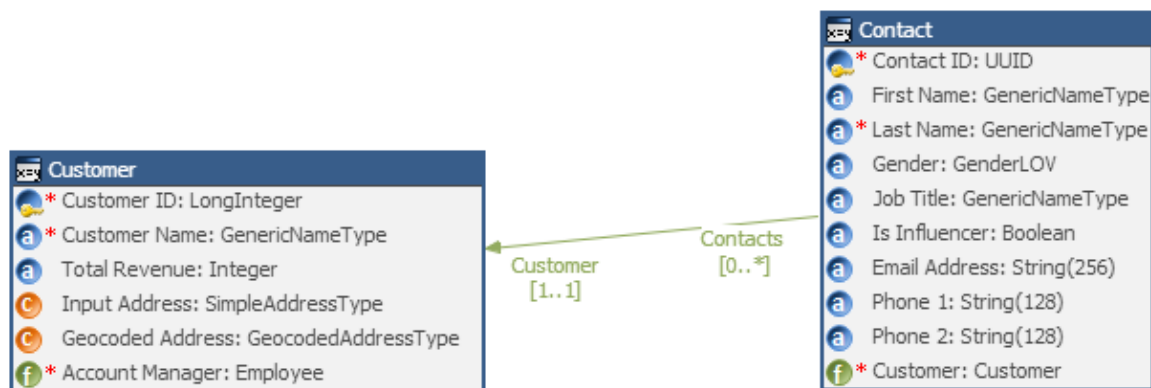 Contact
* Contact ID: UUID
First Name: GenericNameType
* Last Name: GenericNameType
Gender: GenderLOV
Job Title: GenericNameType
Is Influencer: Boolean
Email Address: String(256)
Phone 1: String(128)
Phone 2: String(128)
* Customer: Customer
Customer
* Customer ID: LongInteger
* Customer Name: GenericNameType
Total Revenue: Integer
Input Address: SimpleAddressType
Geocoded Address: GeocodedAddressType
* Account Manager: Employee
Customer
[1..1]
Contacts
[0..*]